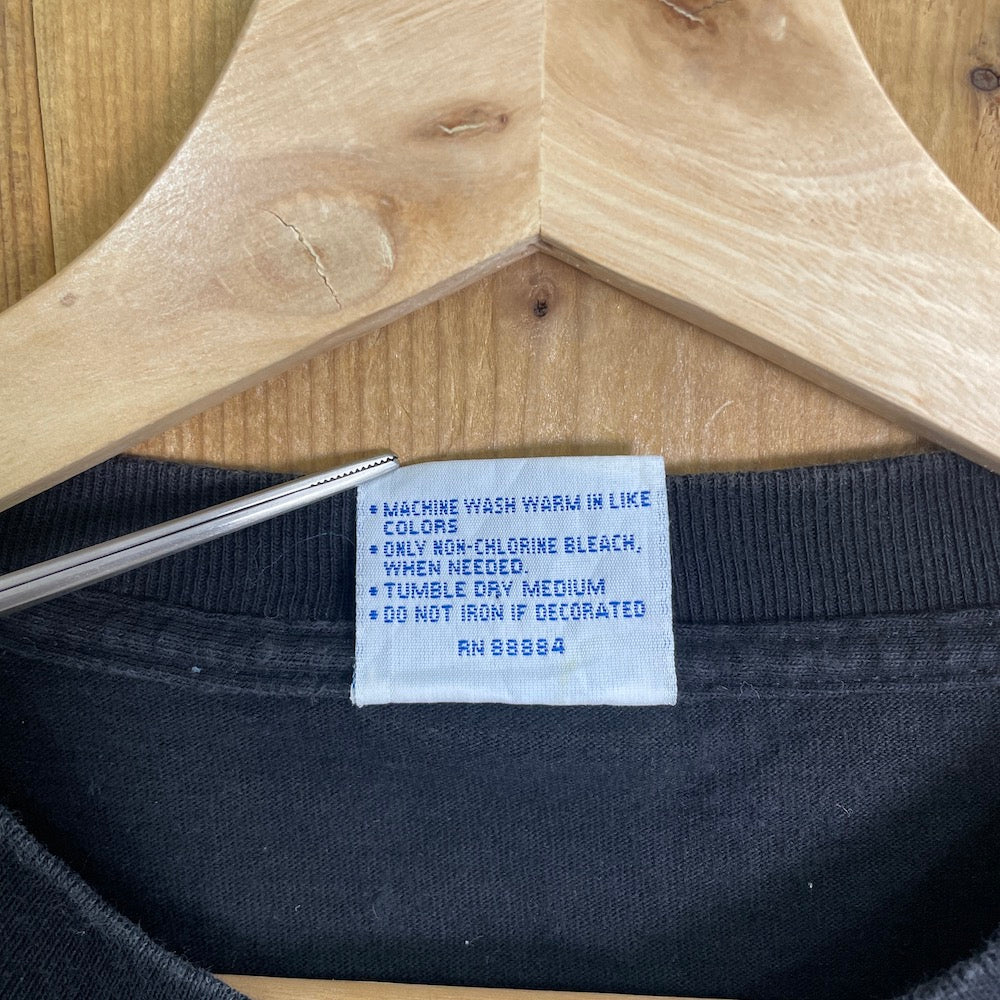 • MACHINE WASH WARM IN LIKE
COLORS
• ONLY NON-CHLORINE BLEACH,
WHEN NEEDED.
• TUMBLE DRY MEDIUM
• DO NOT IRON IF DECORATED
RN 88884